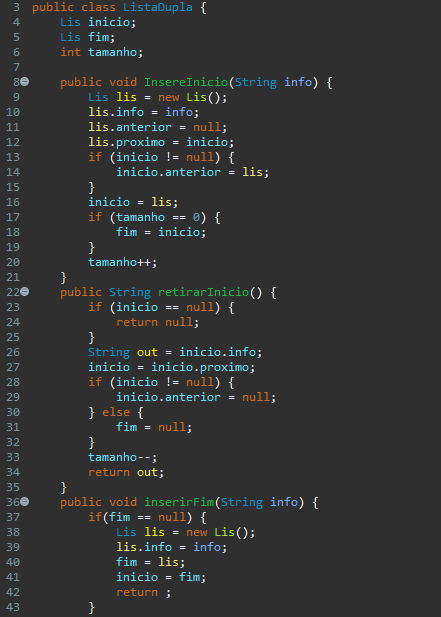 3 public class ListaDupla {
4     Lis inicio;
5     Lis fim;
6     int tamanho;
7
8     public void InsereInicio(String info) {
9         Lis lis = new Lis();
10         lis.info = info;
11         lis.anterior = null;
12         lis.proximo = inicio;
13         if (inicio != null) {
14             inicio.anterior = lis;
15         }
16         inicio = lis;
17         if (tamanho == 0) {
18             fim = inicio;
19         }
20         tamanho++;
21     }
22     public String retirarInicio() {
23         if (inicio == null) {
24             return null;
25         }
26         String out = inicio.info;
27         inicio = inicio.proximo;
28         if (inicio != null) {
29             inicio.anterior = null;
30         } else {
31             fim = null;
32         }
33         tamanho--;
34         return out;
35     }
36     public void inserirFim(String info) {
37         if(fim == null) {
38             Lis lis = new Lis();
39             lis.info = info;
40             fim = lis;
41             inicio = fim;
42             return ;
43         }